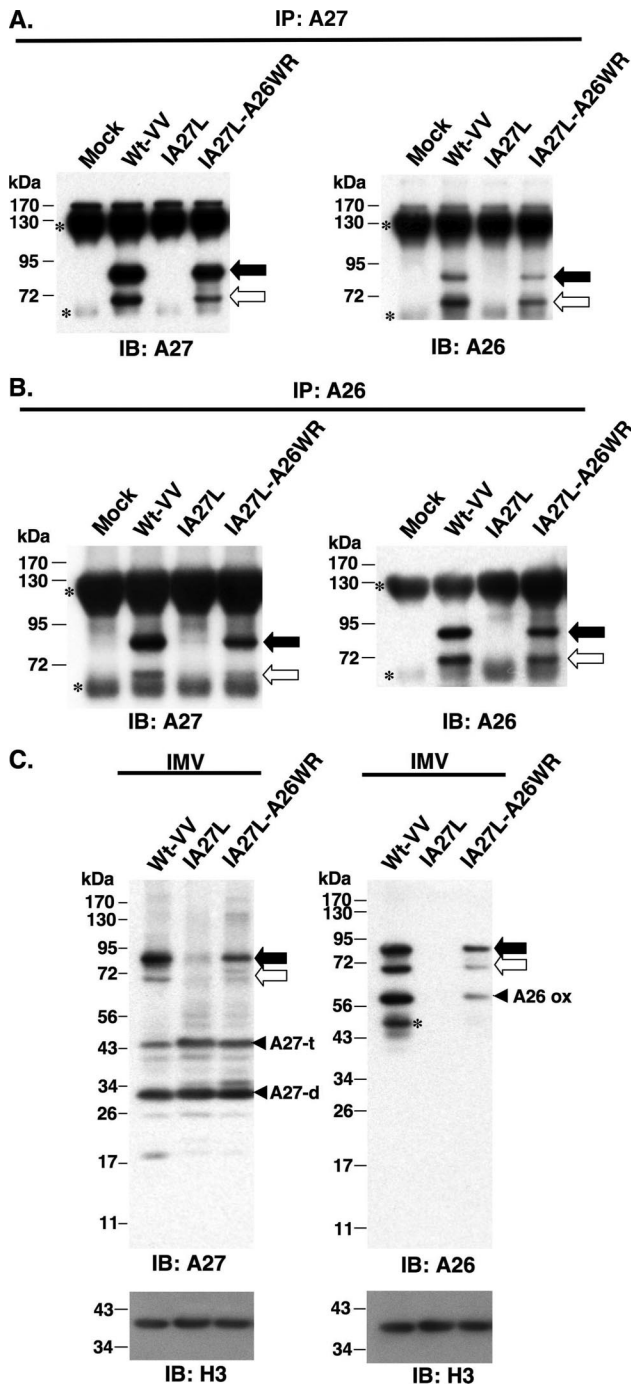 A.
IP: A27
Mock Wt-VV IA27L IA27L-A26WR
kDa
170
130
*
95
72
*
IB: A27
Mock Wt-VV IA27L IA27L-A26WR
kDa
170
130
*
95
72
*
IB: A26
B.
IP: A26
Mock Wt-VV IA27L IA27L-A26WR
kDa
170
130
*
95
72
*
IB: A27
Mock Wt-VV IA27L IA27L-A26WR
kDa
170
130
*
95
72
*
IB: A26
C.
IMV
Wt-VV IA27L IA27L-A26WR
kDa
170
130
95
72
56
43
34
26
17
11
A27-t
A27-d
IB: A27
43
34
IB: H3
IMV
Wt-VV IA27L IA27L-A26WR
kDa
170
130
95
72
56
43
34
26
17
11
A26 ox
*
IB: A26
43
34
IB: H3